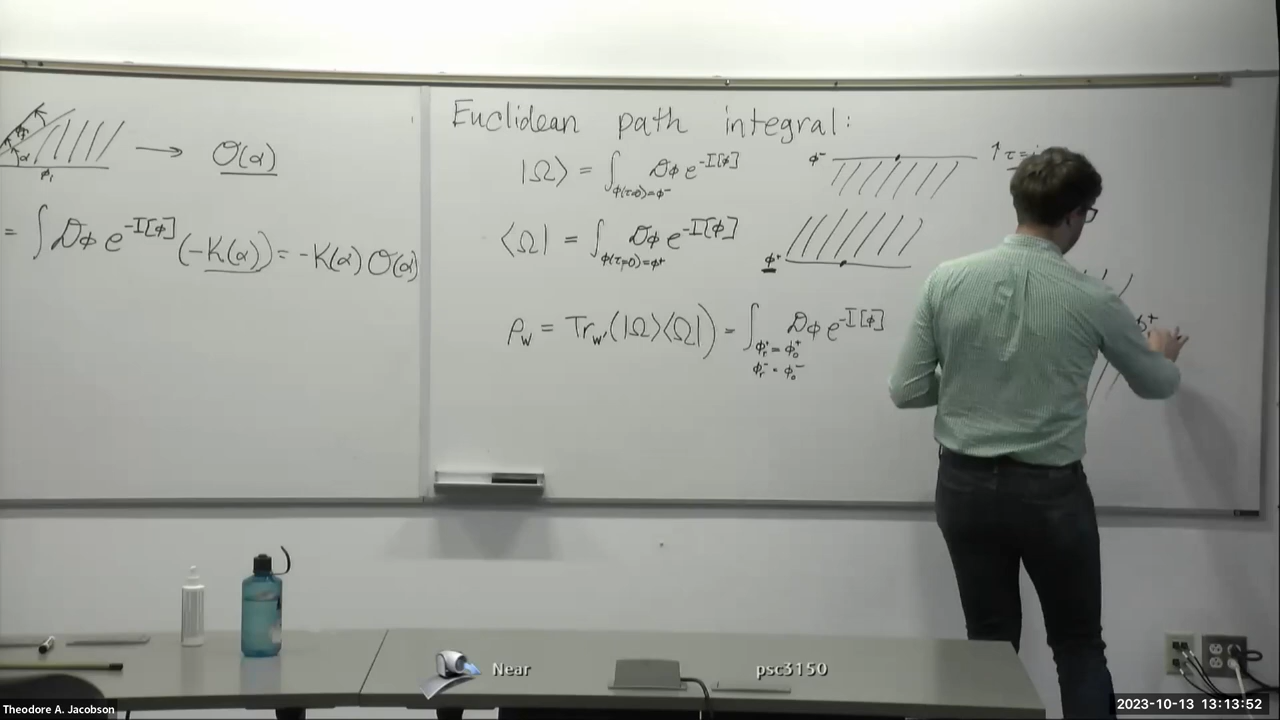 α
φ₁
⟶ O(α)
= ∫ Dφ e^{-I[φ]} (-K(α)) = -K(α) O(α)
Euclidean path integral:
|Ω⟩ = ∫_{φ(τ=0)=φ⁻} Dφ e^{-I[φ]}
φ⁻
↑ τ=
⟨Ω| = ∫_{φ(τ=0)=φ⁺} Dφ e^{-I[φ]}
φ⁺
ρ_W = Tr_{W'}(|Ω⟩⟨Ω|) = ∫_{φ_r⁺ = φ_0⁺, φ_r⁻ = φ_0⁻} Dφ e^{-I[φ]}
Near
psc3150
Theodore A. Jacobson
2023-10-13 13:13:52